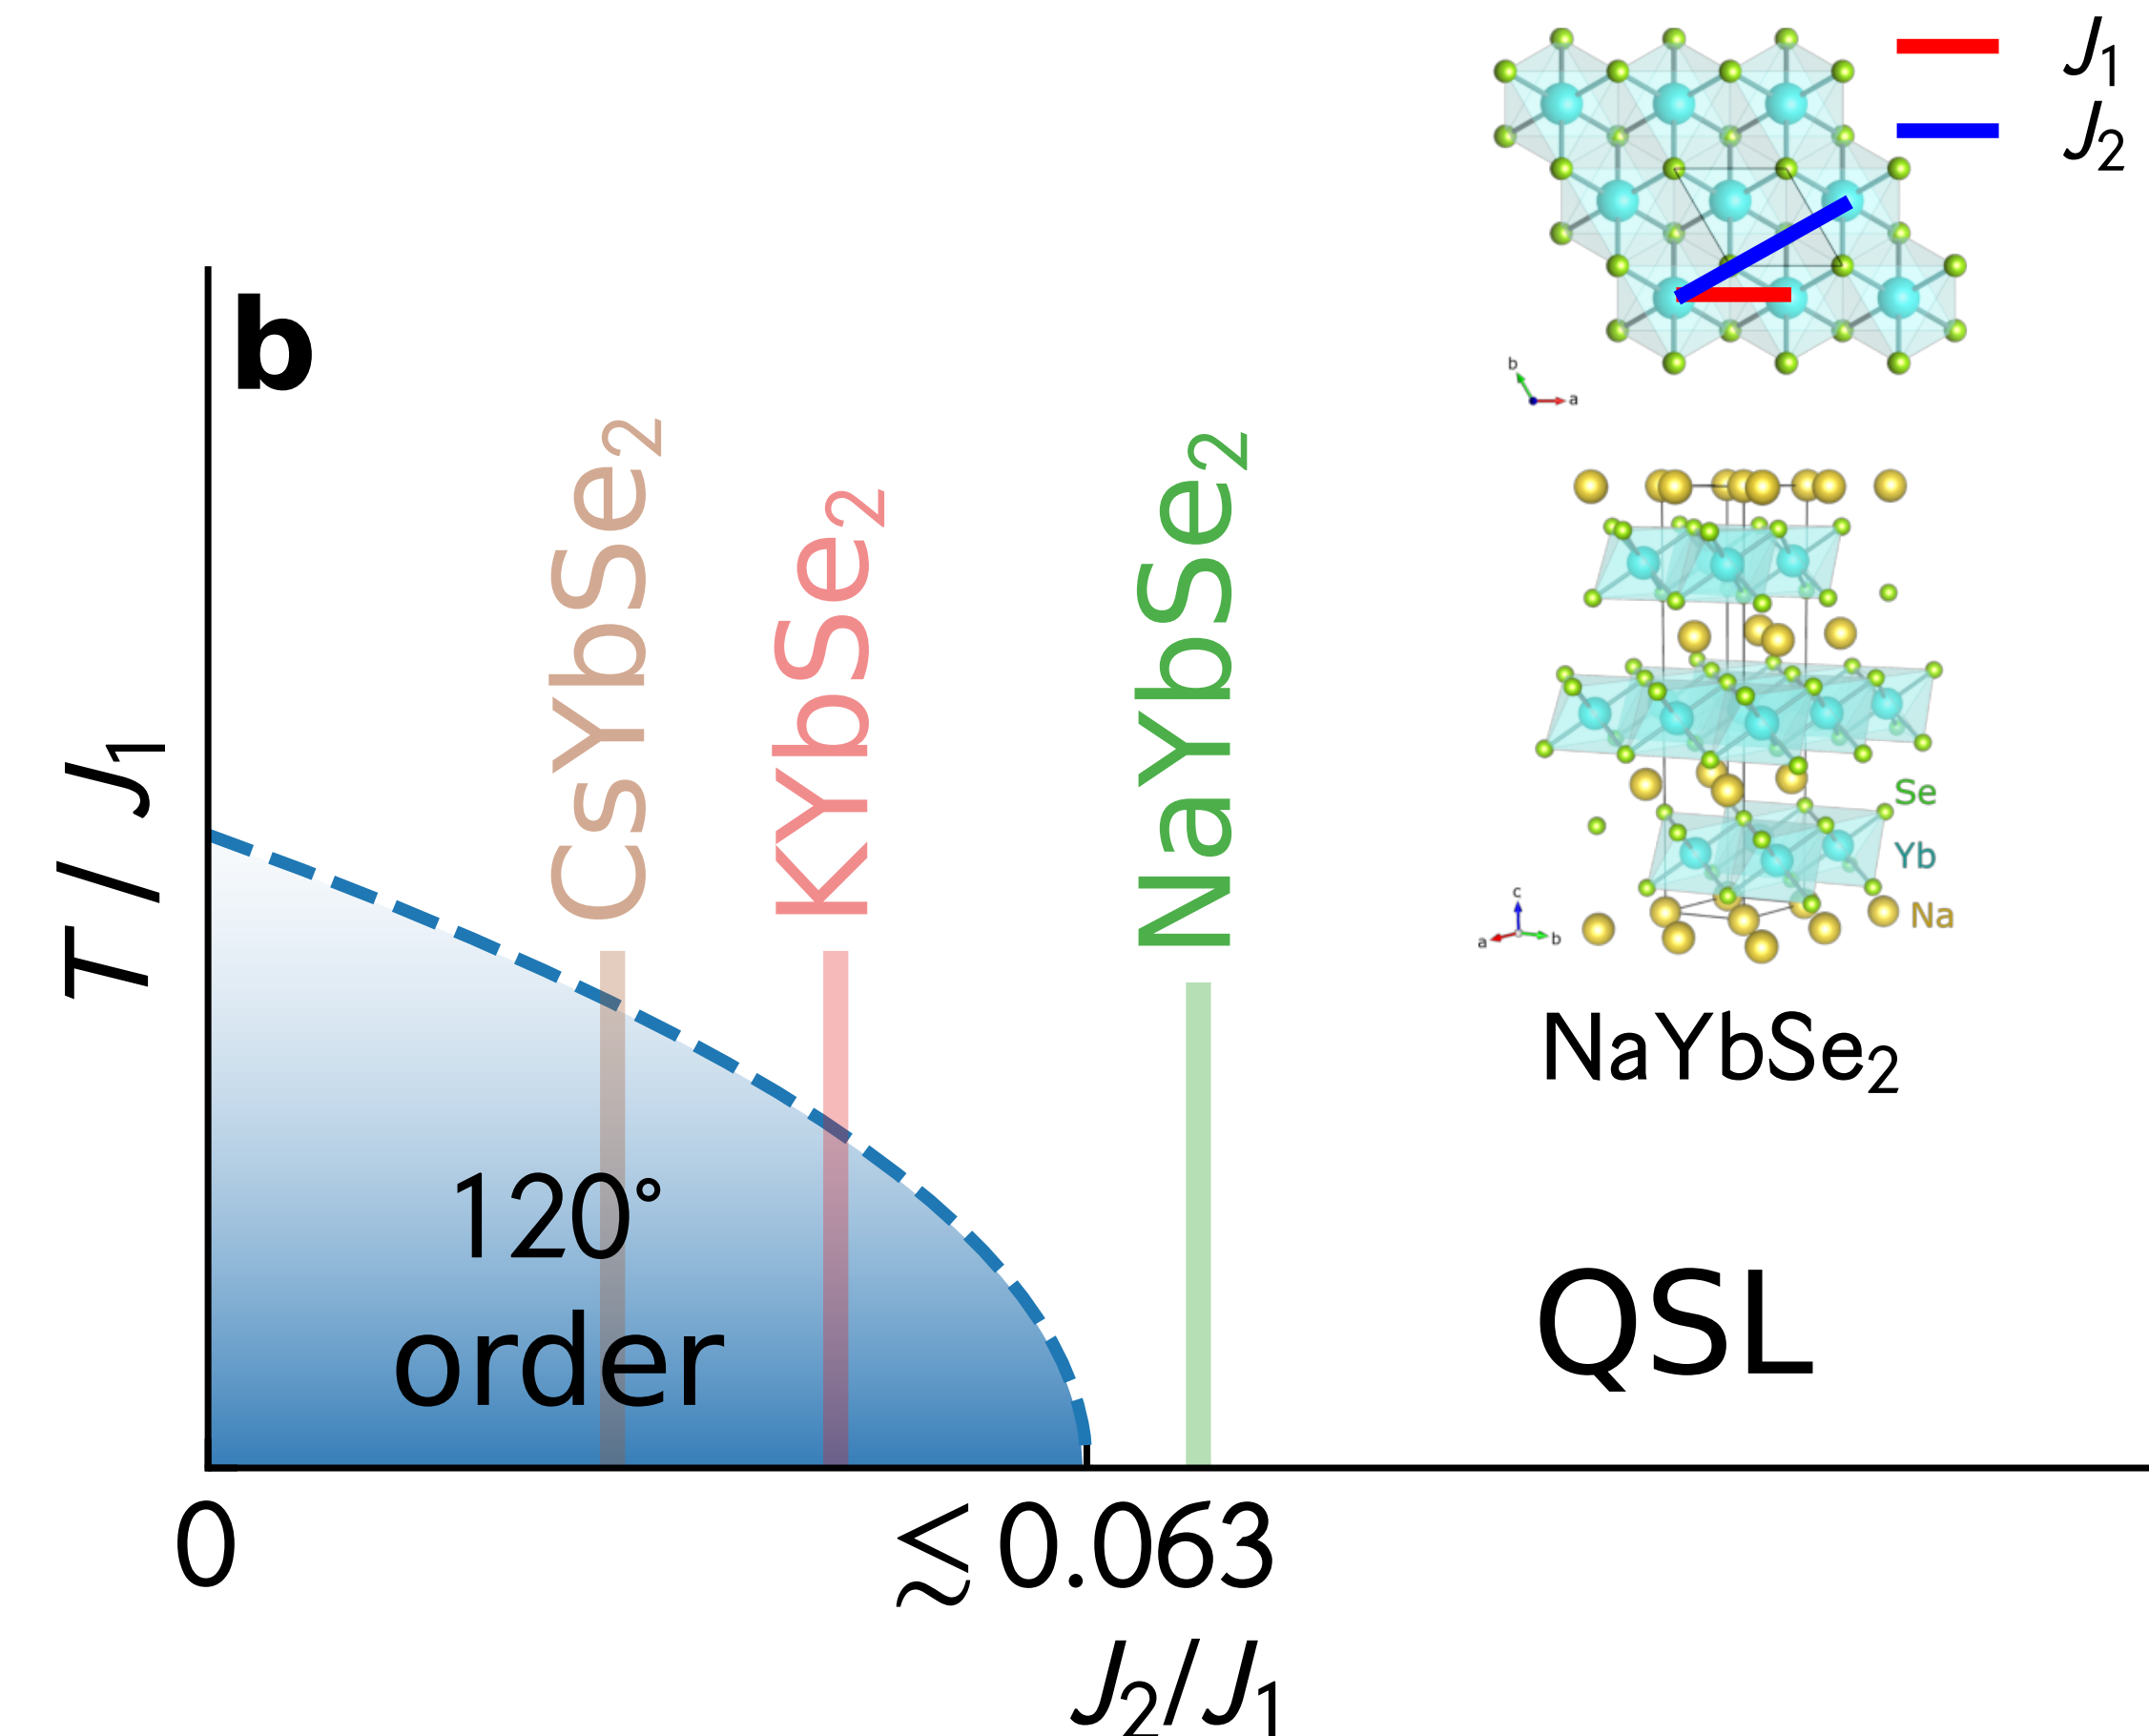 b
J₁
J₂
b
a
CsYbSe₂
KYbSe₂
NaYbSe₂
T / J₁
Se
Yb
Na
c
a
b
NaYbSe₂
120°
order
QSL
0
≲ 0.063
J₂/J₁